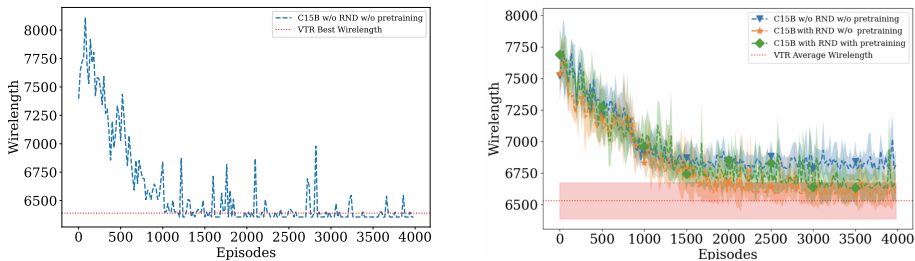 C15B w/o RND w/o pretraining
VTR Best Wirelength
8000
7750
7500
7250
7000
6750
6500
Wirelength
0 500 1000 1500 2000 2500 3000 3500 4000
Episodes
C15B w/o RND w/o pretraining
C15B with RND w/o pretraining
C15B with RND with pretraining
VTR Average Wirelength
8000
7750
7500
7250
7000
6750
6500
Wirelength
0 500 1000 1500 2000 2500 3000 3500 4000
Episodes